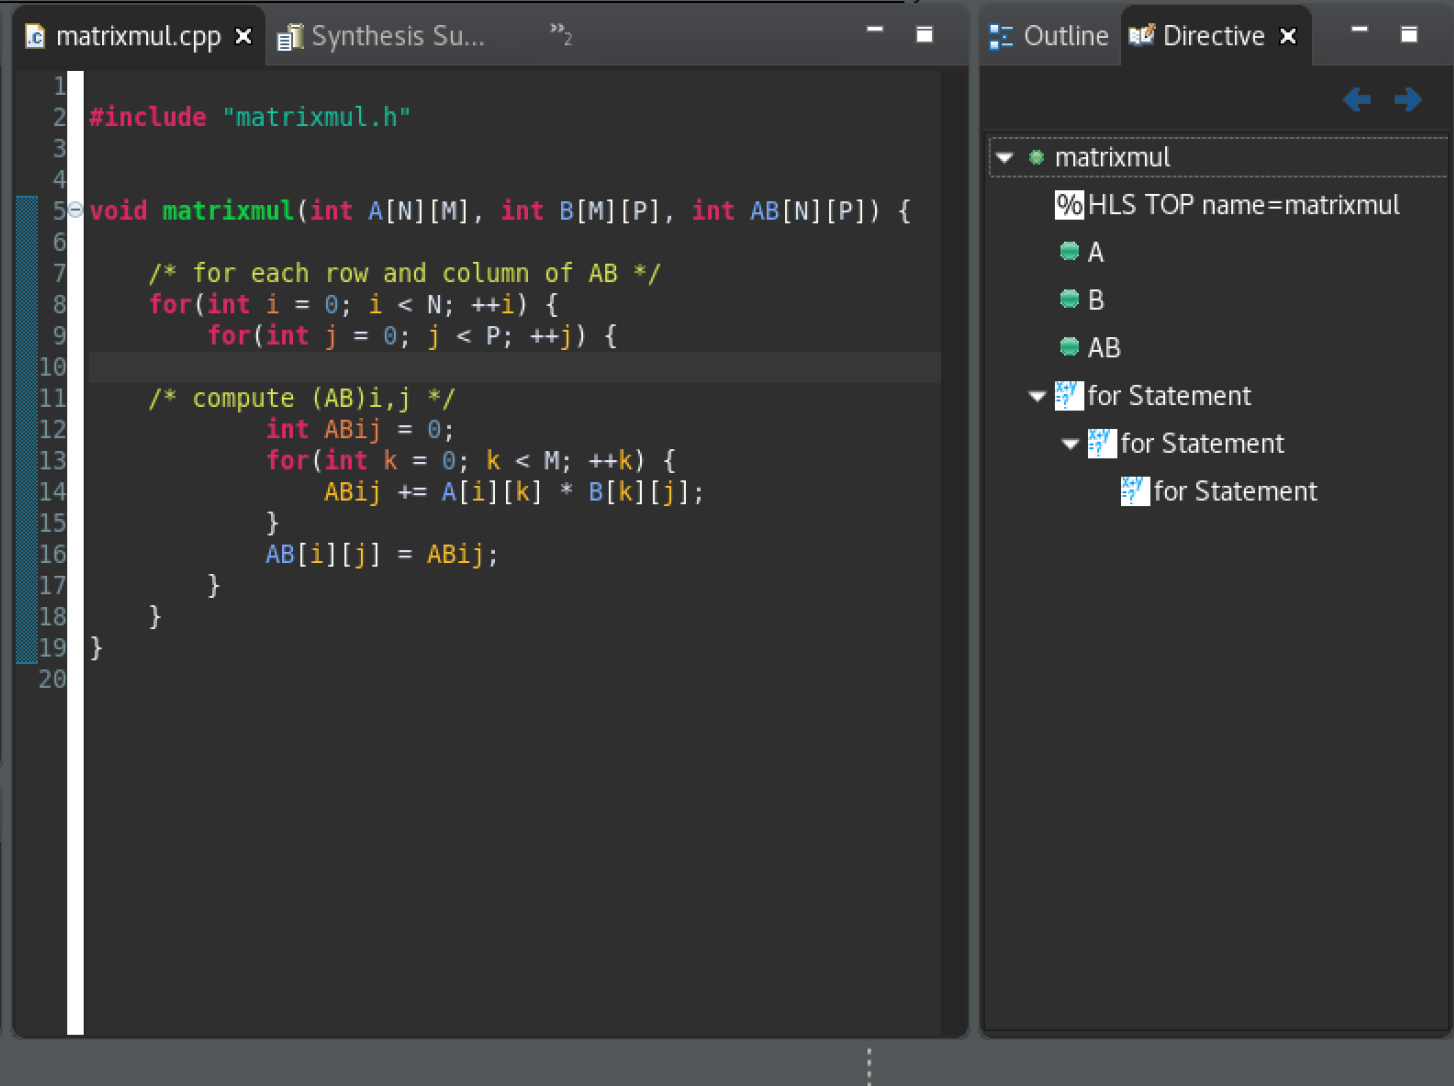 matrixmul.cpp Synthesis Su... »2
1
2 #include "matrixmul.h"
3
4
5 void matrixmul(int A[N][M], int B[M][P], int AB[N][P]) {
6
7 /* for each row and column of AB */
8 for(int i = 0; i < N; ++i) {
9 for(int j = 0; j < P; ++j) {
10
11 /* compute (AB)i,j */
12 int ABij = 0;
13 for(int k = 0; k < M; ++k) {
14 ABij += A[i][k] * B[k][j];
15 }
16 AB[i][j] = ABij;
17 }
18 }
19 }
20
Outline Directive
matrixmul
% HLS TOP name=matrixmul
A
B
AB
x+y=? for Statement
x+y=? for Statement
x+y=? for Statement